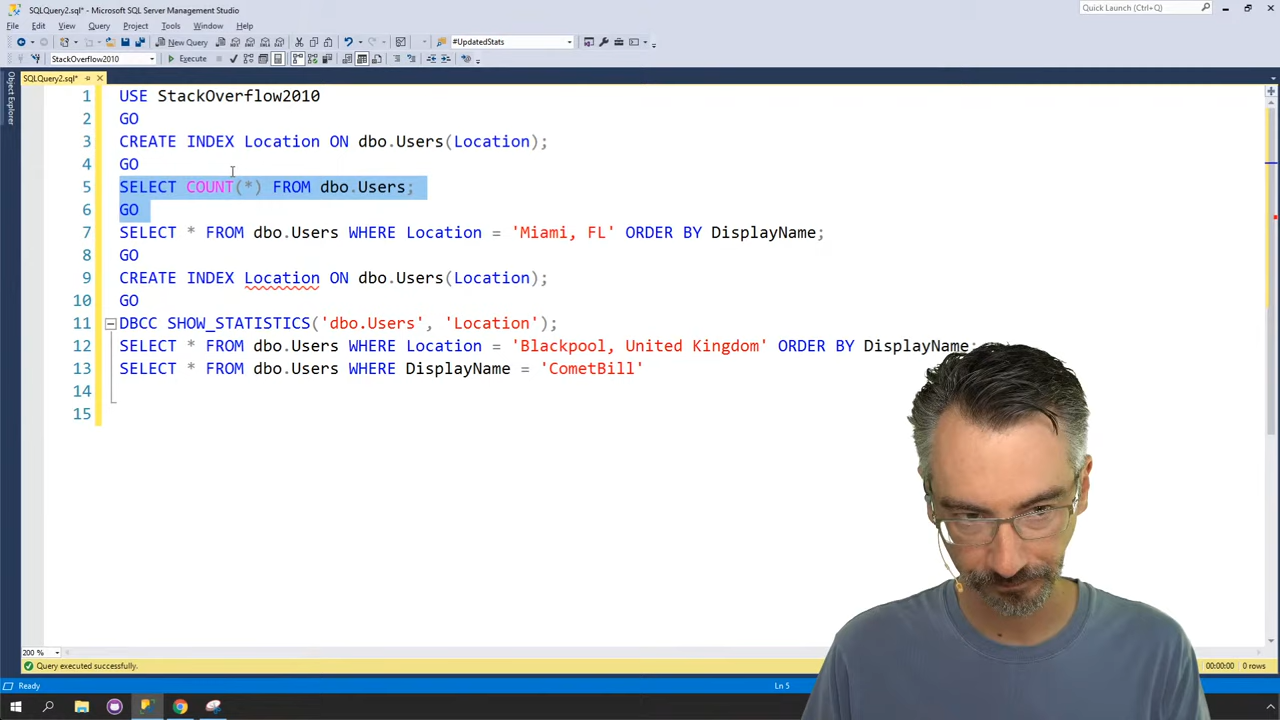 SQLQuery2.sql* - Microsoft SQL Server Management Studio
Quick Launch (Ctrl+Q)
File Edit View Query Project Tools Window Help
New Query
#UpdatedStats
StackOverflow2010
Execute
SQLQuery2.sql*
Object Explorer
1 USE StackOverflow2010
2 GO
3 CREATE INDEX Location ON dbo.Users(Location);
4 GO
5 SELECT COUNT(*) FROM dbo.Users;
6 GO
7 SELECT * FROM dbo.Users WHERE Location = 'Miami, FL' ORDER BY DisplayName;
8 GO
9 CREATE INDEX Location ON dbo.Users(Location);
10 GO
11 DBCC SHOW_STATISTICS('dbo.Users', 'Location');
12 SELECT * FROM dbo.Users WHERE Location = 'Blackpool, United Kingdom' ORDER BY DisplayName;
13 SELECT * FROM dbo.Users WHERE DisplayName = 'CometBill'
14
15
200 %
Query executed successfully.
00:00:00 0 rows
Ready
Ln 5